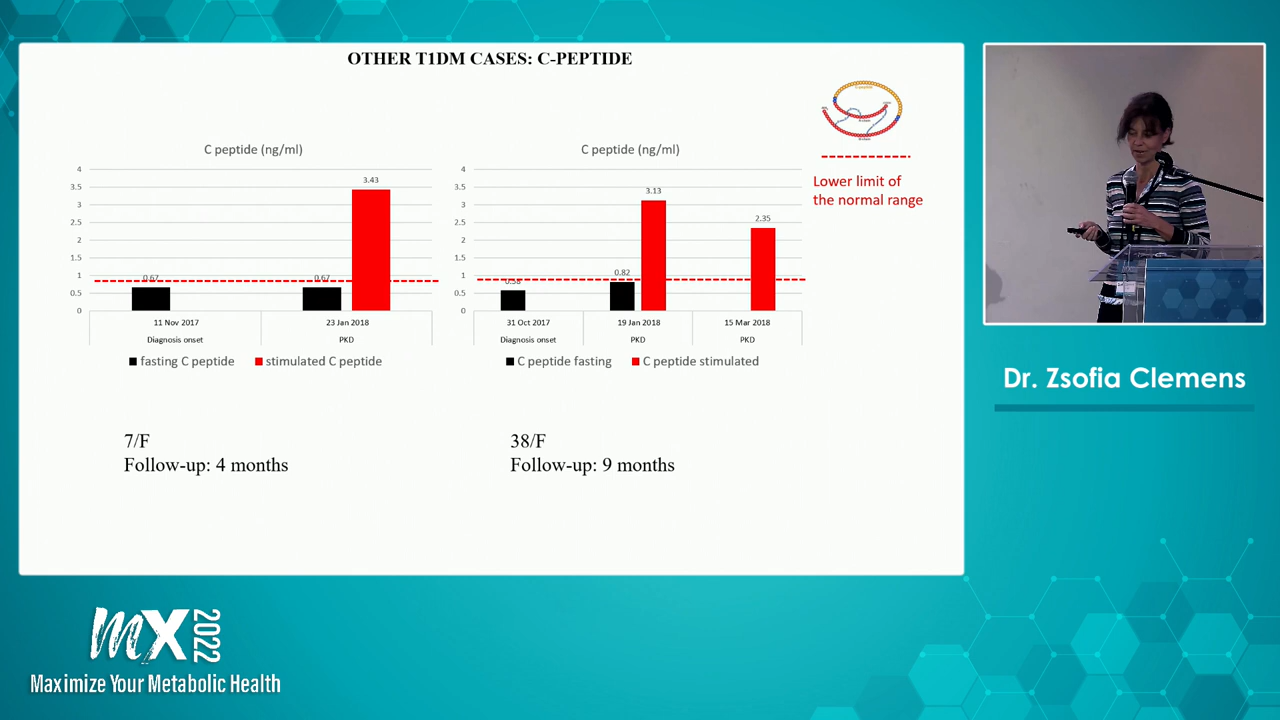 OTHER T1DM CASES: C-PEPTIDE
C peptide (ng/ml)
4
3.5
3
2.5
2
1.5
1
0.5
0
0.67
0.67
3.43
11 Nov 2017
23 Jan 2018
Diagnosis onset
PKD
fasting C peptide
stimulated C peptide
C peptide (ng/ml)
4
3.5
3
2.5
2
1.5
1
0.5
0
0.58
0.82
3.13
2.35
31 Oct 2017
19 Jan 2018
15 Mar 2018
Diagnosis onset
PKD
PKD
C peptide fasting
C peptide stimulated
Lower limit of
the normal range
7/F
Follow-up: 4 months
38/F
Follow-up: 9 months
Dr. Zsofia Clemens
mx 2022
Maximize Your Metabolic Health